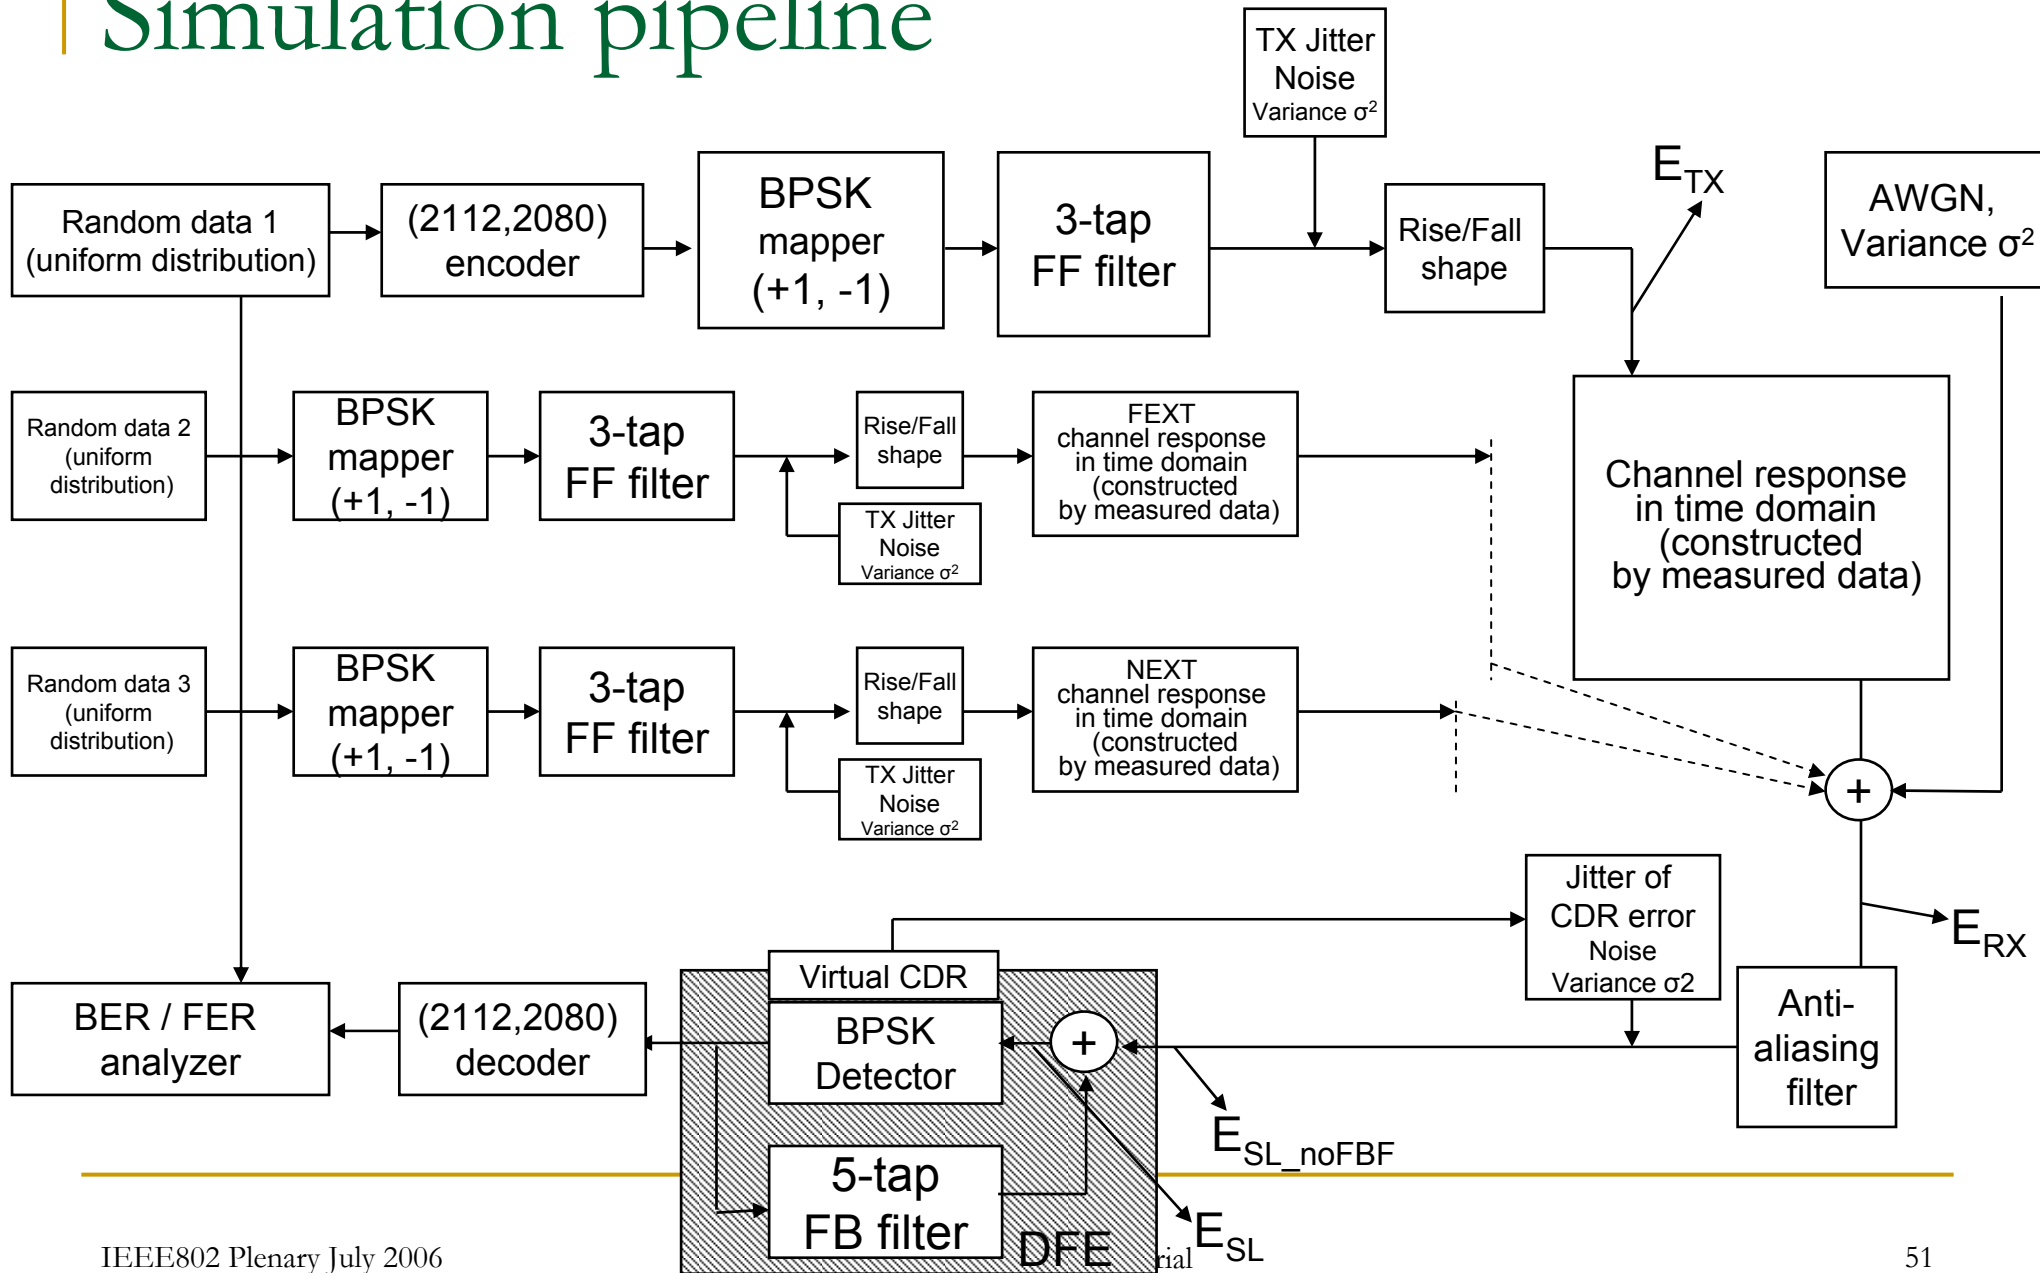 Simulation pipeline
TX Jitter
Noise
Variance σ²
Random data 1
(uniform distribution)
(2112,2080)
encoder
BPSK
mapper
(+1, -1)
3-tap
FF filter
Rise/Fall
shape
E_TX
AWGN,
Variance σ²
Random data 2
(uniform
distribution)
BPSK
mapper
(+1, -1)
3-tap
FF filter
Rise/Fall
shape
TX Jitter
Noise
Variance σ²
FEXT
channel response
in time domain
(constructed
by measured data)
Channel response
in time domain
(constructed
by measured data)
Random data 3
(uniform
distribution)
BPSK
mapper
(+1, -1)
3-tap
FF filter
Rise/Fall
shape
TX Jitter
Noise
Variance σ²
NEXT
channel response
in time domain
(constructed
by measured data)
+
Jitter of
CDR error
Noise
Variance σ2
E_RX
BER / FER
analyzer
(2112,2080)
decoder
Virtual CDR
BPSK
Detector
+
Anti-
aliasing
filter
E_SL_noFBF
5-tap
FB filter
DFE
E_SL
IEEE802 Plenary July 2006
rial
51